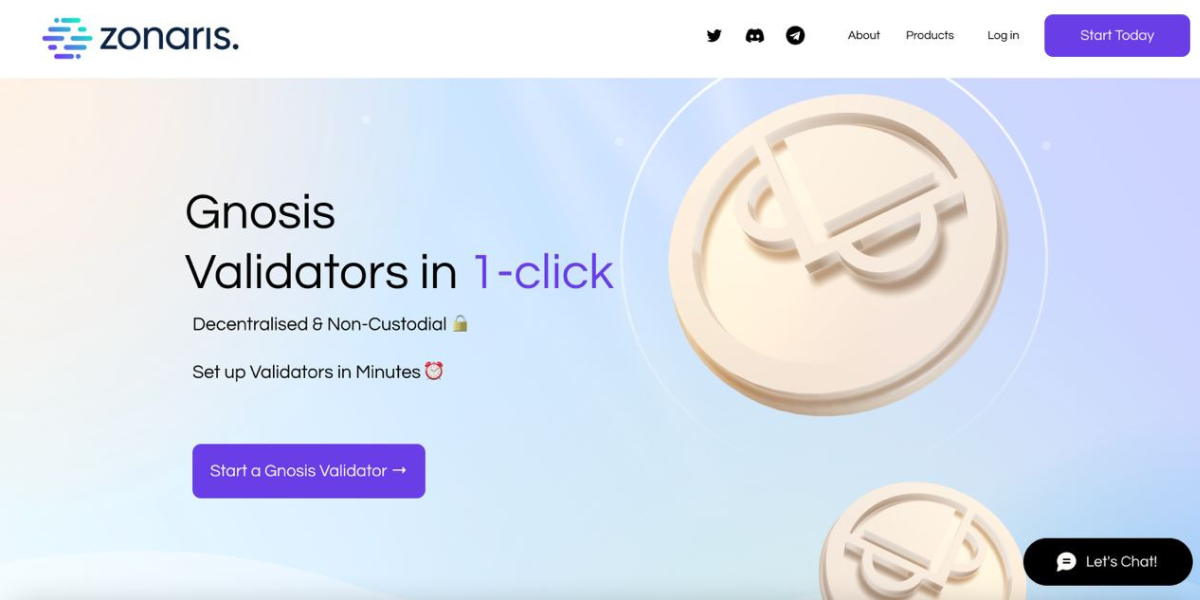 zonaris.
About
Products
Log in
Start Today
Gnosis
Validators in 1-click
Decentralised & Non-Custodial 🔒
Set up Validators in Minutes ⏰
Start a Gnosis Validator →
Let's Chat!